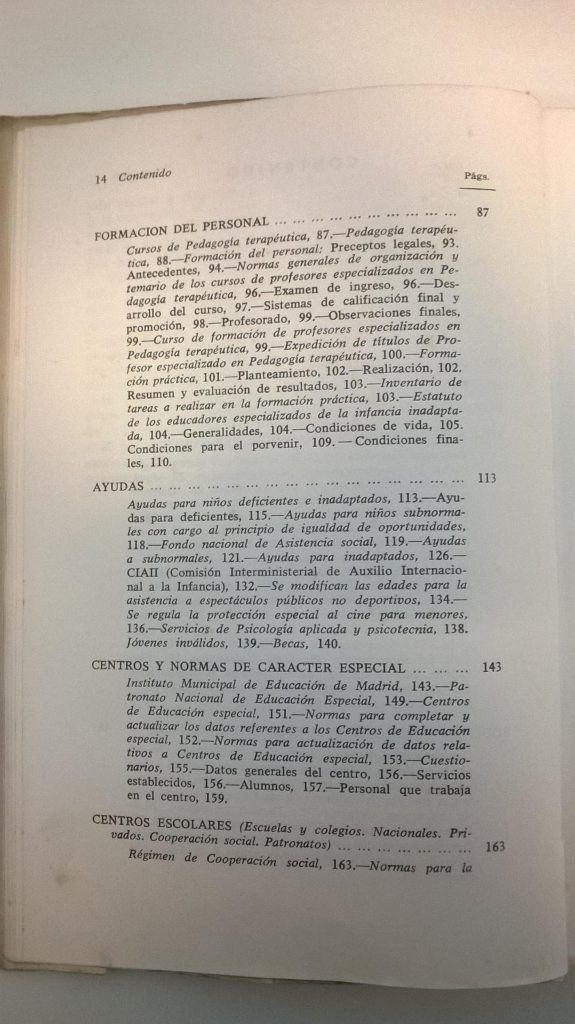 14 Contenido
Págs.
FORMACION DEL PERSONAL ... ... ... ... ... ... ... ... ... ... ... 87
Cursos de Pedagogía terapéutica, 87.—Pedagogía terapéu-
tica, 88.—Formación del personal: Preceptos legales, 93.
Antecedentes, 94.—Normas generales de organización y
temario de los cursos de profesores especializados en Pe-
dagogía terapéutica, 96.—Examen de ingreso, 96.—Des-
arrollo del curso, 97.—Sistemas de calificación final y
promoción, 98.—Profesorado, 99.—Observaciones finales,
99.—Curso de formación de profesores especializados en
Pedagogía terapéutica, 99.—Expedición de títulos de Pro-
fesor especializado en Pedagogía terapéutica, 100.—Forma-
ción práctica, 101.—Planteamiento, 102.—Realización, 102.
Resumen y evaluación de resultados, 103.—Inventario de
tareas a realizar en la formación práctica, 103.—Estatuto
de los educadores especializados de la infancia inadapta-
da, 104.—Generalidades, 104.—Condiciones de vida, 105.
Condiciones para el porvenir, 109.—Condiciones fina-
les, 110.
AYUDAS ... ... ... ... ... ... ... ... ... ... ... ... ... ... ... ... ... 113
Ayudas para niños deficientes e inadaptados, 113.—Ayu-
das para deficientes, 115.—Ayudas para niños subnorma-
les con cargo al principio de igualdad de oportunidades,
118.—Fondo nacional de Asistencia social, 119.—Ayudas
a subnormales, 121.—Ayudas para inadaptados, 126.—
CIAII (Comisión Interministerial de Auxilio Internacio-
nal a la Infancia), 132.—Se modifican las edades para la
asistencia a espectáculos públicos no deportivos, 134.—
Se regula la protección especial al cine para menores,
136.—Servicios de Psicología aplicada y psicotecnia, 138.
Jóvenes inválidos, 139.—Becas, 140.
CENTROS Y NORMAS DE CARACTER ESPECIAL ... ... ... 143
Instituto Municipal de Educación de Madrid, 143.—Pa-
tronato Nacional de Educación Especial, 149.—Centros
de Educación especial, 151.—Normas para completar y
actualizar los datos referentes a los Centros de Educación
especial, 152.—Normas para actualización de datos rela-
tivos a Centros de Educación especial, 153.—Cuestio-
narios, 155.—Datos generales del centro, 156.—Servicios
establecidos, 156.—Alumnos, 157.—Personal que trabaja
en el centro, 159.
CENTROS ESCOLARES (Escuelas y colegios. Nacionales. Pri-
vados. Cooperación social. Patronatos) ... ... ... ... ... ... ... 163
Régimen de Cooperación social, 163.—Normas para la